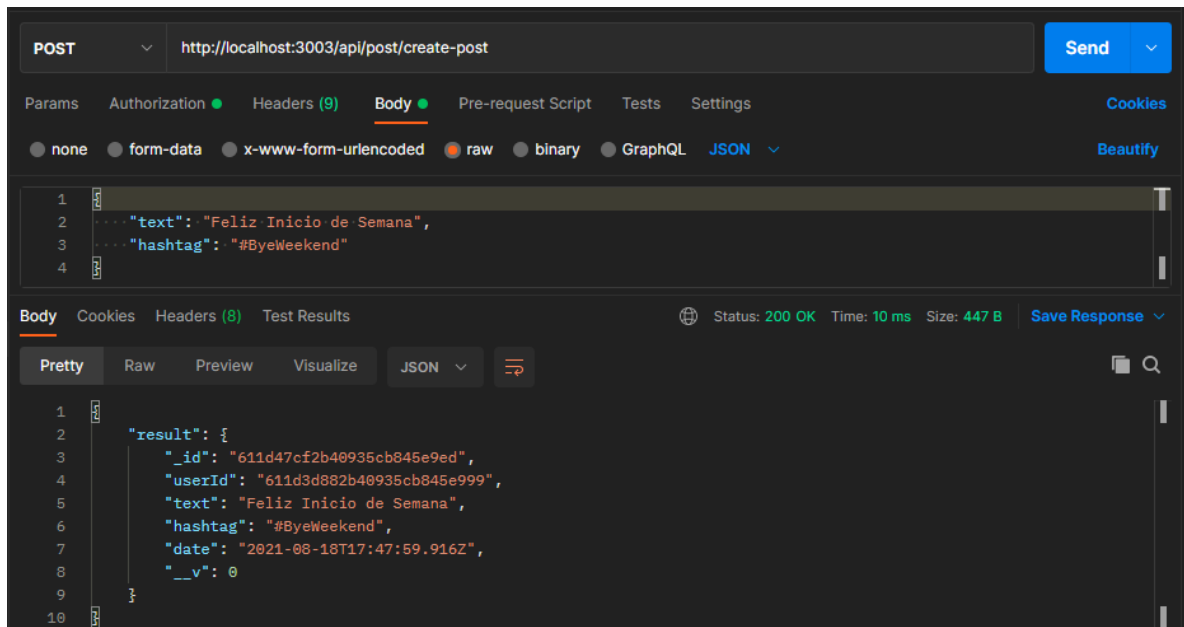 POST http://localhost:3003/api/post/create-post Send
Params Authorization Headers (9) Body Pre-request Script Tests Settings Cookies
none form-data x-www-form-urlencoded raw binary GraphQL JSON Beautify
1 {
2 "text": "Feliz Inicio de Semana",
3 "hashtag": "#ByeWeekend"
4 }
Body Cookies Headers (8) Test Results Status: 200 OK Time: 10 ms Size: 447 B Save Response
Pretty Raw Preview Visualize JSON
1 {
2 "result": {
3 "_id": "611d47cf2b40935cb845e9ed",
4 "userId": "611d3d882b40935cb845e999",
5 "text": "Feliz Inicio de Semana",
6 "hashtag": "#ByeWeekend",
7 "date": "2021-08-18T17:47:59.916Z",
8 "__v": 0
9 }
10 }